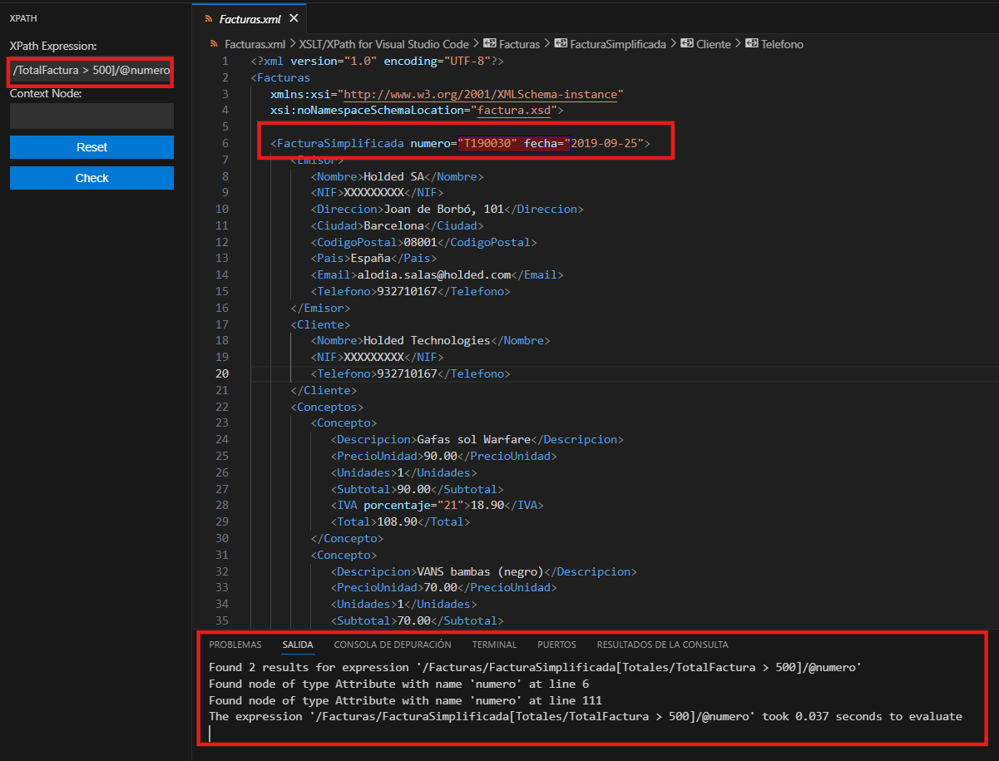 XPATH
XPath Expression:
/TotalFactura > 500]/@numero
Context Node:
Reset
Check
Facturas.xml
Facturas.xml > XSLT/XPath for Visual Studio Code > Facturas > FacturaSimplificada > Cliente > Telefono
1 <?xml version="1.0" encoding="UTF-8"?>
2 <Facturas
3 xmlns:xsi="http://www.w3.org/2001/XMLSchema-instance"
4 xsi:noNamespaceSchemaLocation="factura.xsd">
5
6 <FacturaSimplificada numero="T190030" fecha="2019-09-25">
7 <Emisor>
8 <Nombre>Holded SA</Nombre>
9 <NIF>XXXXXXXXX</NIF>
10 <Direccion>Joan de Borbó, 101</Direccion>
11 <Ciudad>Barcelona</Ciudad>
12 <CodigoPostal>08001</CodigoPostal>
13 <Pais>España</Pais>
14 <Email>alodia.salas@holded.com</Email>
15 <Telefono>932710167</Telefono>
16 </Emisor>
17 <Cliente>
18 <Nombre>Holded Technologies</Nombre>
19 <NIF>XXXXXXXXX</NIF>
20 <Telefono>932710167</Telefono>
21 </Cliente>
22 <Conceptos>
23 <Concepto>
24 <Descripcion>Gafas sol Warfare</Descripcion>
25 <PrecioUnidad>90.00</PrecioUnidad>
26 <Unidades>1</Unidades>
27 <Subtotal>90.00</Subtotal>
28 <IVA porcentaje="21">18.90</IVA>
29 <Total>108.90</Total>
30 </Concepto>
31 <Concepto>
32 <Descripcion>VANS bambas (negro)</Descripcion>
33 <PrecioUnidad>70.00</PrecioUnidad>
34 <Unidades>1</Unidades>
35 <Subtotal>70.00</Subtotal>
PROBLEMAS SALIDA CONSOLA DE DEPURACIÓN TERMINAL PUERTOS RESULTADOS DE LA CONSULTA
Found 2 results for expression '/Facturas/FacturaSimplificada[Totales/TotalFactura > 500]/@numero'
Found node of type Attribute with name 'numero' at line 6
Found node of type Attribute with name 'numero' at line 111
The expression '/Facturas/FacturaSimplificada[Totales/TotalFactura > 500]/@numero' took 0.037 seconds to evaluate